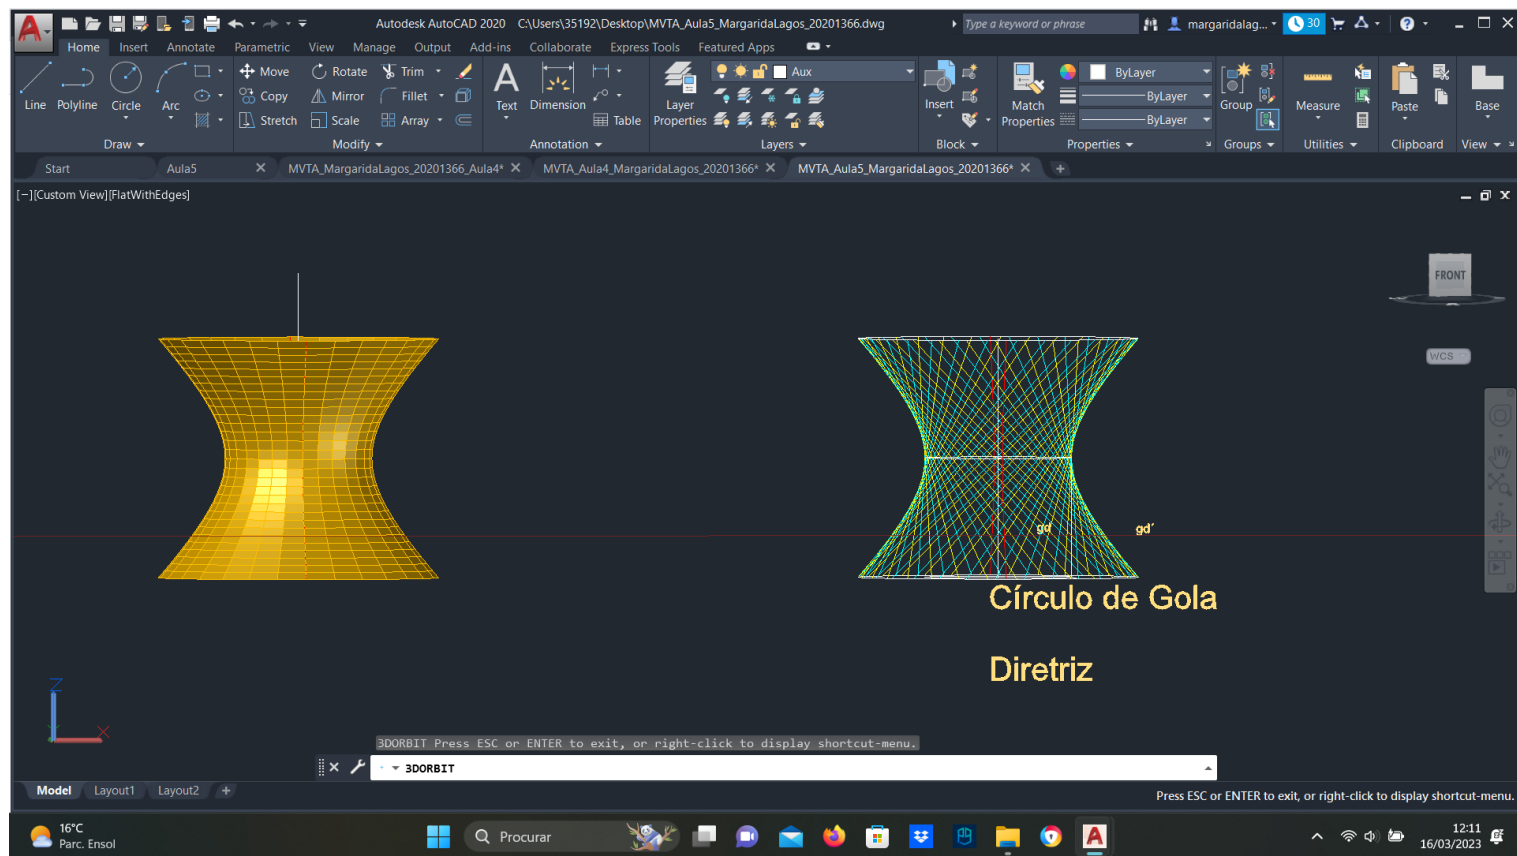 Autodesk AutoCAD 2020 C:\Users\35192\Desktop\MVTA_Aula5_MargaridaLagos_20201366.dwg
Type a keyword or phrase
margaridalag...
30
Home Insert Annotate Parametric View Manage Output Add-ins Collaborate Express Tools Featured Apps
Line Polyline Circle Arc
Draw
Move Rotate Trim
Copy Mirror Fillet
Stretch Scale Array
Modify
Text Dimension Table
Annotation
Layer Properties
Aux
Layers
Insert
Block
Match Properties
ByLayer
ByLayer
ByLayer
Properties
Group
Groups
Measure
Utilities
Paste
Clipboard
Base
View
Start Aula5 MVTA_MargaridaLagos_20201366_Aula4* MVTA_Aula4_MargaridaLagos_20201366* MVTA_Aula5_MargaridaLagos_20201366*
[−][Custom View][FlatWithEdges]
FRONT
WCS
gd gd´
Círculo de Gola
Diretriz
Z
X
Y
3DORBIT Press ESC or ENTER to exit, or right-click to display shortcut-menu.
3DORBIT
Model Layout1 Layout2
Press ESC or ENTER to exit, or right-click to display shortcut-menu.
16°C
Parc. Ensol
Procurar
12:11
16/03/2023